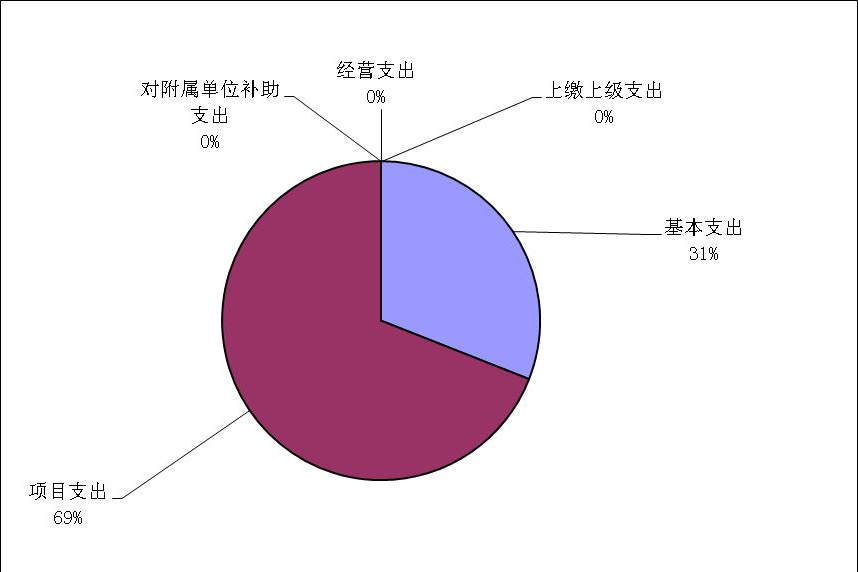 经营支出
0%
对附属单位补助
支出
0%
上缴上级支出
0%
基本支出
31%
项目支出
69%